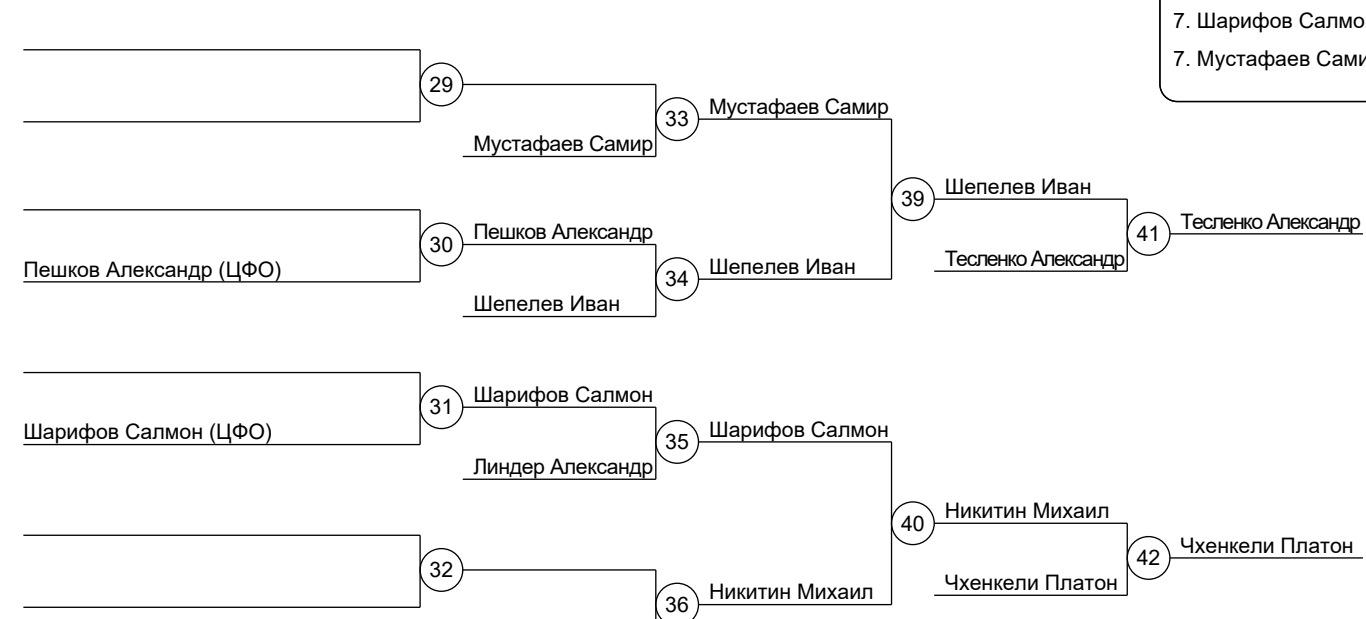 7. Шарифов Салмо
7. Мустафаев Сами
29
33
Мустафаев Самир
Мустафаев Самир
39
Шепелев Иван
30
Пешков Александр
41
Тесленко Александр
Пешков Александр (ЦФО)
34
Шепелев Иван
Тесленко Александр
Шепелев Иван
31
Шарифов Салмон
Шарифов Салмон (ЦФО)
35
Шарифов Салмон
Линдер Александр
40
Никитин Михаил
32
42
Чхенкели Платон
36
Никитин Михаил
Чхенкели Платон